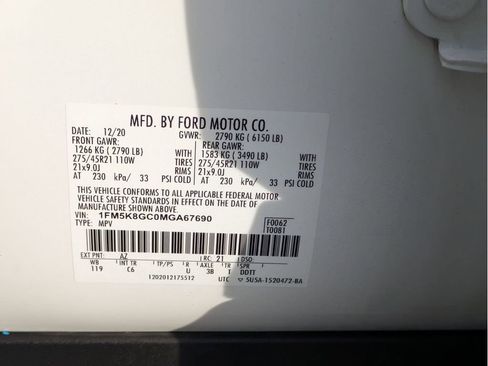 MFD. BY FORD MOTOR CO.
DATE: 12/20 GVWR: 2790 KG (6150 LB)
FRONT GAWR: REAR GAWR:
1266 KG (2790 LB) WITH 1583 KG (3490 LB) WITH
275/45R21 110W TIRES 275/45R21 110W TIRES
21x9.0J RIMS 21x9.0J RIMS
AT 230 kPa/ 33 PSI COLD AT 230 kPa/ 33 PSI COLD
THIS VEHICLE CONFORMS TO ALL APPLICABLE FEDERAL MOTOR
VEHICLE SAFETY STANDARDS IN EFFECT ON THE DATE OF
MANUFACTURE SHOWN ABOVE.
VIN: 1FM5K8GC0MGA67690 F0062
TYPE: MPV T0081
EXT PNT: AZ RC: 21 DSO:
WB INT TR TP/PS R AXLE TR SPR
119 C6 U 3B T DDTT
1202012175512 UTC 5U5A-1520472-BA